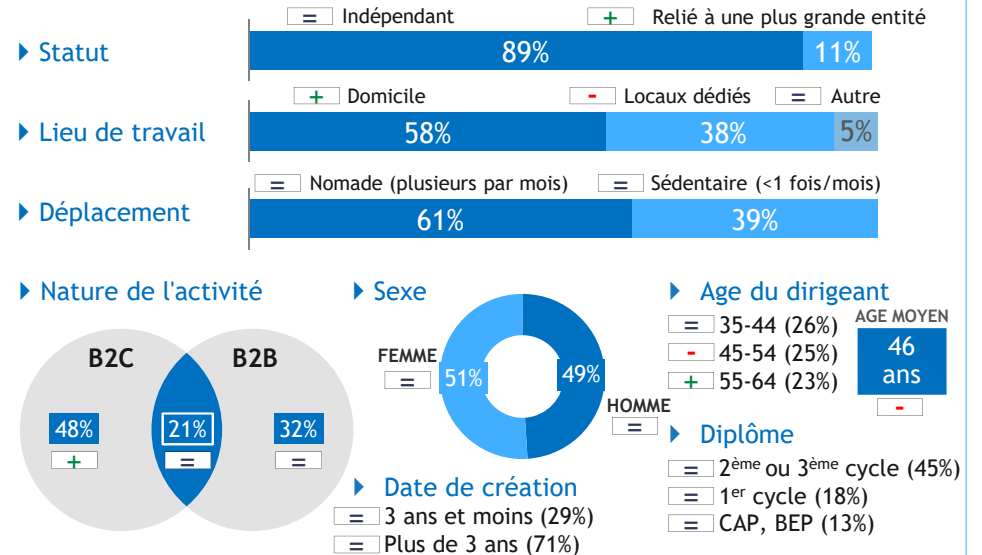 = Indépendant + Relié à une plus grande entité
Statut 89% 11%
+ Domicile - Locaux dédiés = Autre
Lieu de travail 58% 38% 5%
= Nomade (plusieurs par mois) = Sédentaire (<1 fois/mois)
Déplacement 61% 39%
Nature de l'activité
B2C B2B
48% 21% 32%
+ = =
Sexe
FEMME
= 51% 49%
HOMME
=
Date de création
= 3 ans et moins (29%)
= Plus de 3 ans (71%)
Age du dirigeant
= 35-44 (26%)
- 45-54 (25%)
+ 55-64 (23%)
AGE MOYEN
46
ans
-
Diplôme
= 2ème ou 3ème cycle (45%)
= 1er cycle (18%)
= CAP, BEP (13%)